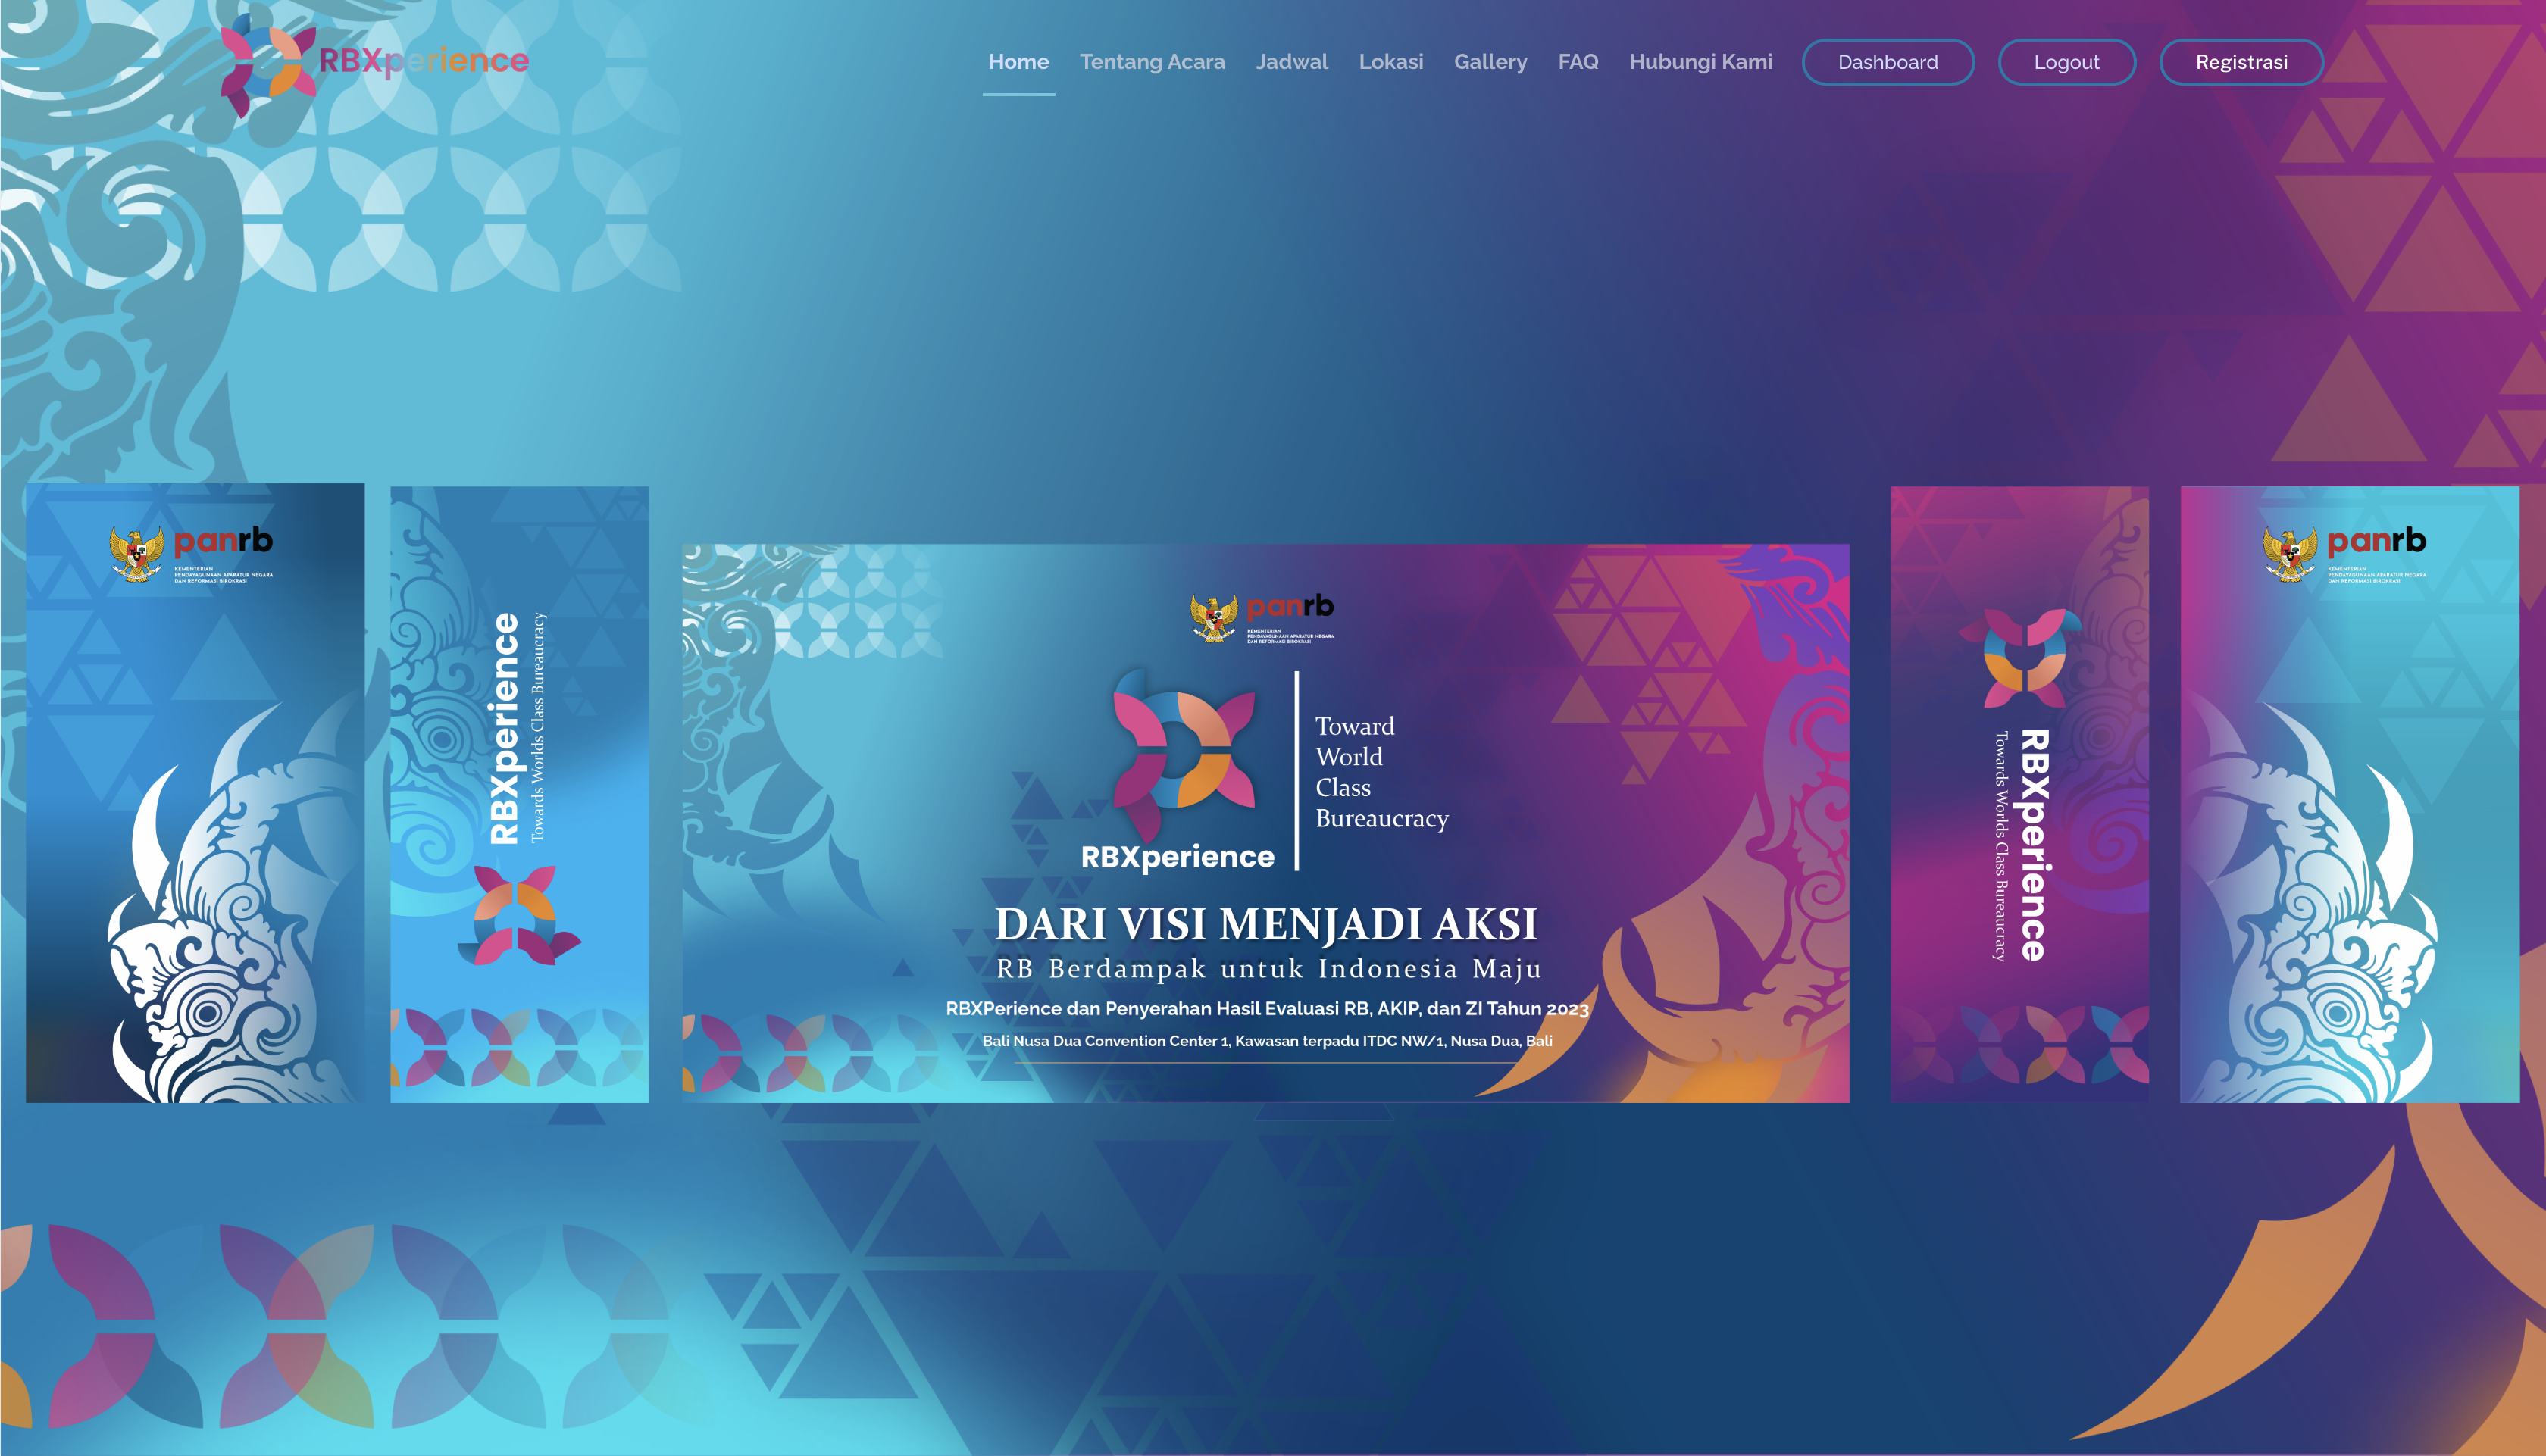 RBXperience
Home Tentang Acara Jadwal Lokasi Gallery FAQ Hubungi Kami Dashboard Logout Registrasi
panrb
KEMENTERIAN
PENDAYAGUNAAN APARATUR NEGARA
DAN REFORMASI BIROKRASI
RBXperience
Towards Worlds Class Bureaucracy
panrb
KEMENTERIAN
PENDAYAGUNAAN APARATUR NEGARA
DAN REFORMASI BIROKRASI
RBXperience
Toward
World
Class
Bureaucracy
DARI VISI MENJADI AKSI
RB Berdampak untuk Indonesia Maju
RBXPerience dan Penyerahan Hasil Evaluasi RB, AKIP, dan ZI Tahun 2023
Bali Nusa Dua Convention Center 1, Kawasan terpadu ITDC NW/1, Nusa Dua, Bali
RBXperience
Towards Worlds Class Bureaucracy
panrb
KEMENTERIAN
PENDAYAGUNAAN APARATUR NEGARA
DAN REFORMASI BIROKRASI